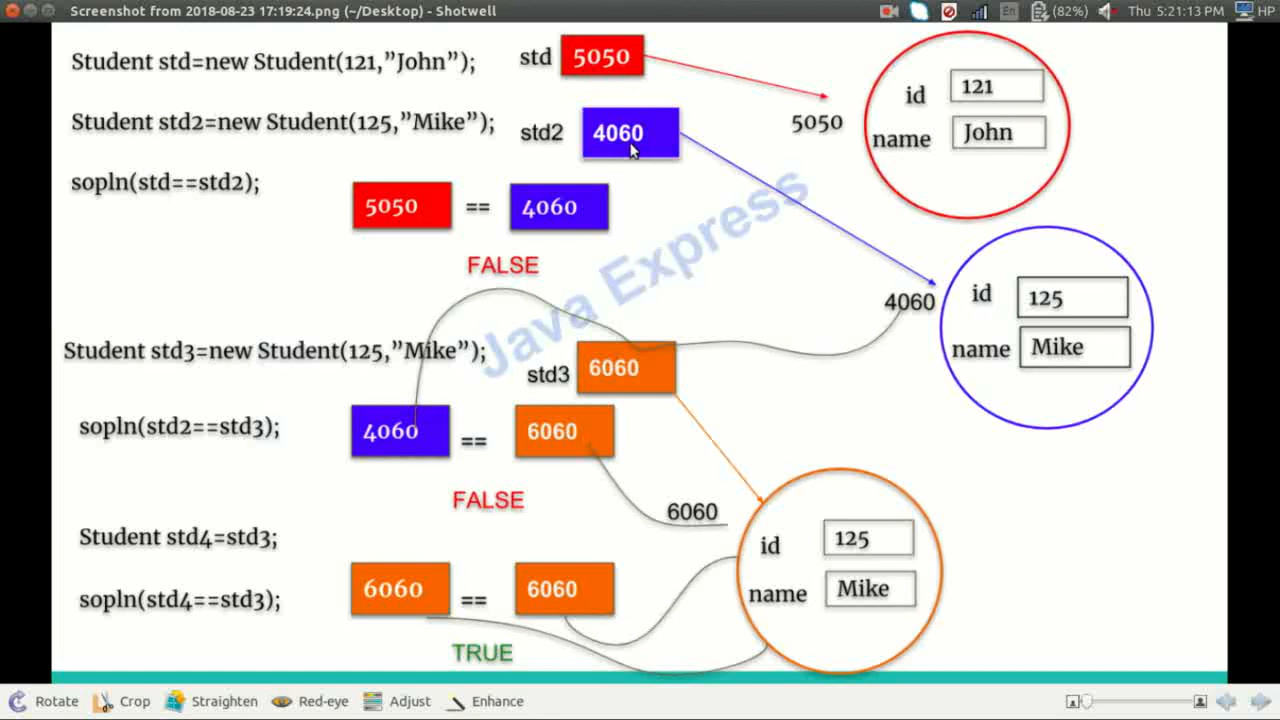 Screenshot from 2018-08-23 17:19:24.png (~/Desktop) - Shotwell
En (82%) Thu 5:21:13 PM HP
Student std=new Student(121,”John”);
std 5050
id 121
5050
name John
Student std2=new Student(125,”Mike”);
std2 4060
sopln(std==std2);
5050 == 4060
FALSE
Java Express
4060
id 125
name Mike
Student std3=new Student(125,”Mike”);
std3 6060
sopln(std2==std3);
4060 == 6060
FALSE
6060
id 125
name Mike
Student std4=std3;
sopln(std4==std3);
6060 == 6060
TRUE
Rotate Crop Straighten Red-eye Adjust Enhance